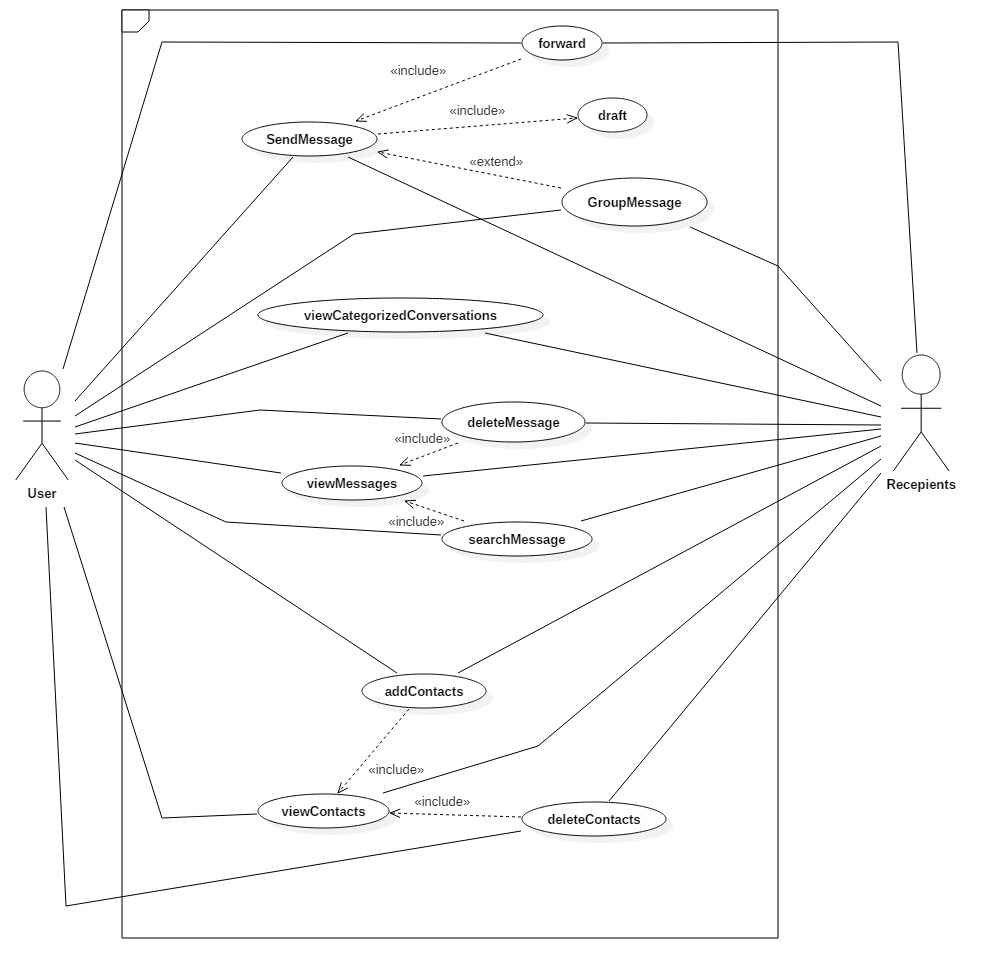 forward
«include»
«include»
draft
SendMessage
«extend»
GroupMessage
viewCategorizedConversations
deleteMessage
«include»
viewMessages
User
Recepients
«include»
searchMessage
addContacts
«include»
«include»
viewContacts
deleteContacts